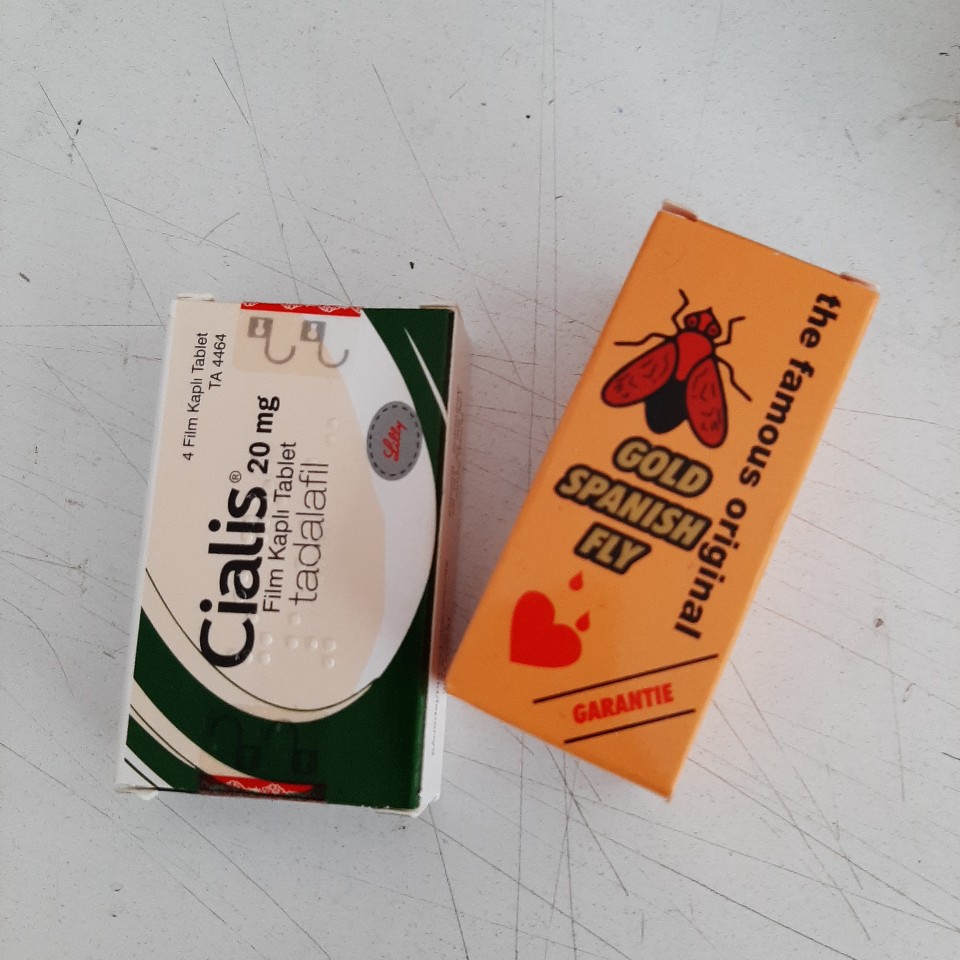 4 Film Kaplı Tablet
TA 4464
Cialis® 20 mg
Film Kaplı Tablet
tadalafil
Lilly
the famous original
GOLD
SPANISH
FLY
GARANTIE